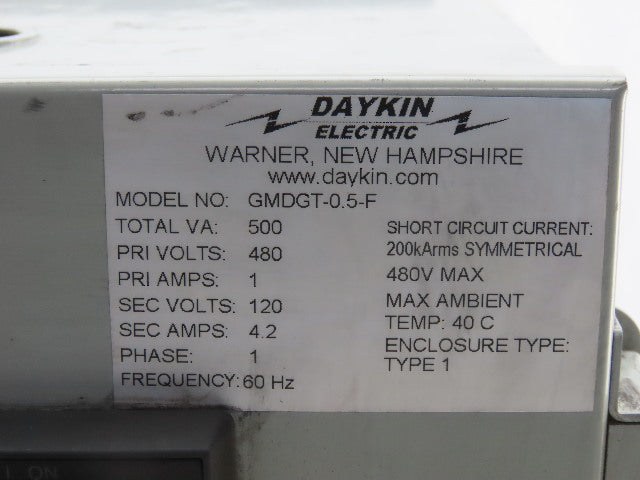 DAYKIN
ELECTRIC
WARNER, NEW HAMPSHIRE
www.daykin.com
MODEL NO: GMDGT-0.5-F
TOTAL VA: 500
PRI VOLTS: 480
PRI AMPS: 1
SEC VOLTS: 120
SEC AMPS: 4.2
PHASE: 1
FREQUENCY: 60 Hz
SHORT CIRCUIT CURRENT:
200kArms SYMMETRICAL
480V MAX
MAX AMBIENT
TEMP: 40 C
ENCLOSURE TYPE:
TYPE 1
ON